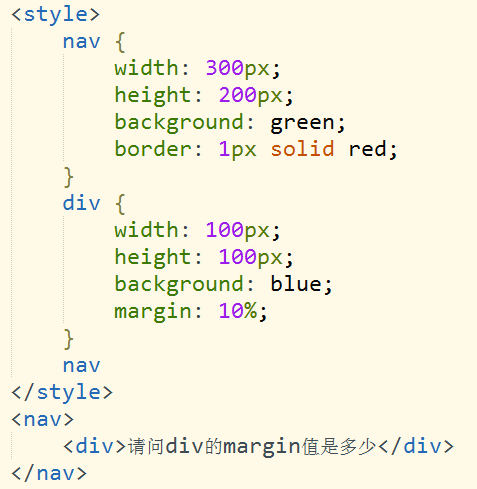 <style>
    nav {
        width: 300px;
        height: 200px;
        background: green;
        border: 1px solid red;
    }
    div {
        width: 100px;
        height: 100px;
        background: blue;
        margin: 10%;
    }
    nav
</style>
<nav>
    <div>请问div的margin值是多少</div>
</nav>